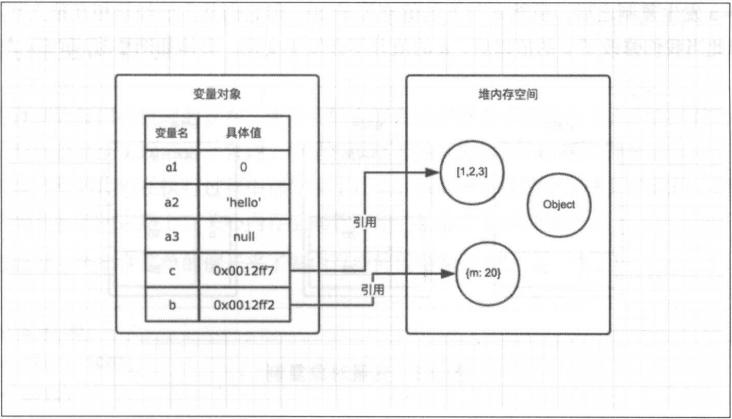 变量对象
变量名 具体值
a1 0
a2 'hello'
a3 null
c 0x0012ff7
b 0x0012ff2
引用
引用
堆内存空间
[1,2,3]
Object
{m: 20}